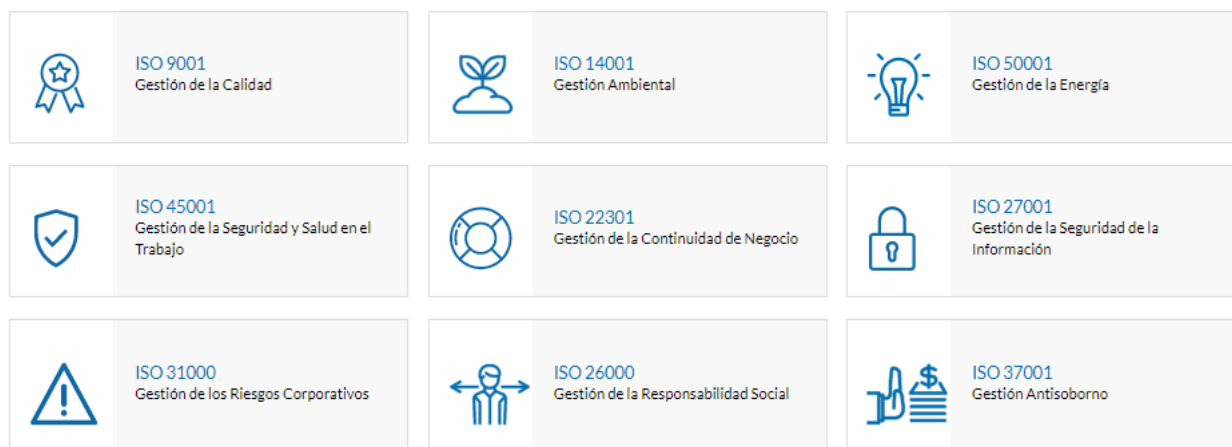 ISO 9001
Gestión de la Calidad
ISO 14001
Gestión Ambiental
ISO 50001
Gestión de la Energía
ISO 45001
Gestión de la Seguridad y Salud en el
Trabajo
ISO 22301
Gestión de la Continuidad de Negocio
ISO 27001
Gestión de la Seguridad de la
Información
ISO 31000
Gestión de los Riesgos Corporativos
ISO 26000
Gestión de la Responsabilidad Social
$
ISO 37001
Gestión Antisoborno